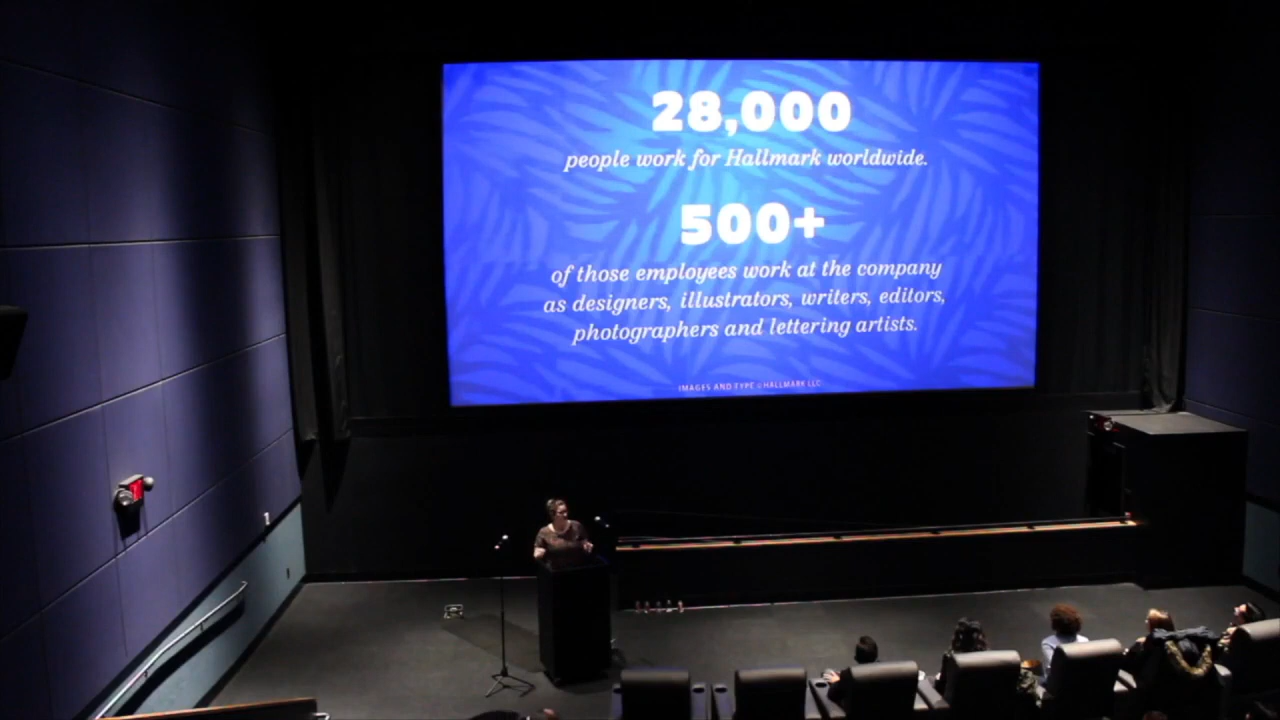 28,000
people work for Hallmark worldwide.
500+
of those employees work at the company
as designers, illustrators, writers, editors,
photographers and lettering artists.
IMAGES AND TYPE © HALLMARK LLC